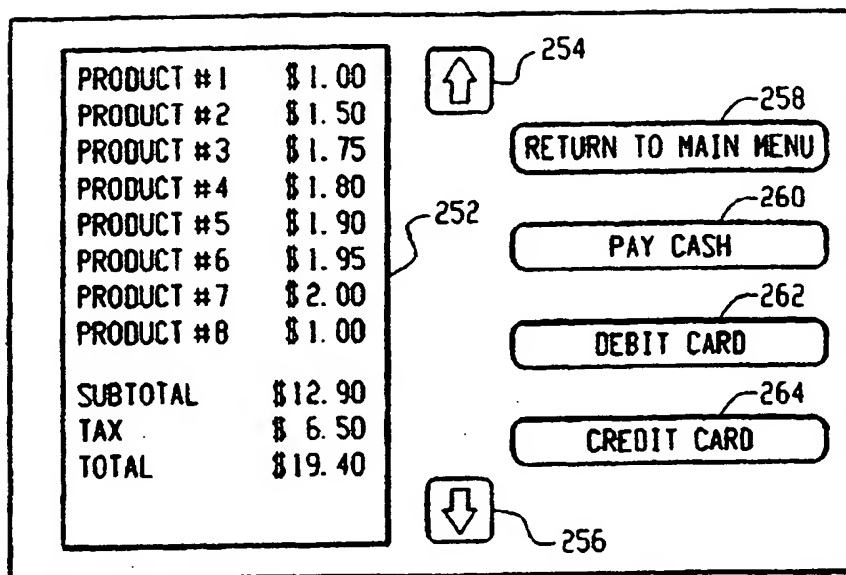 PRODUCT #1 $1.00
PRODUCT #2 $1.50
PRODUCT #3 $1.75
PRODUCT #4 $1.80
PRODUCT #5 $1.90
PRODUCT #6 $1.95
PRODUCT #7 $2.00
PRODUCT #8 $1.00
SUBTOTAL $12.90
TAX $ 6.50
TOTAL $19.40
252
254
258
RETURN TO MAIN MENU
260
PAY CASH
262
DEBIT CARD
264
CREDIT CARD
256